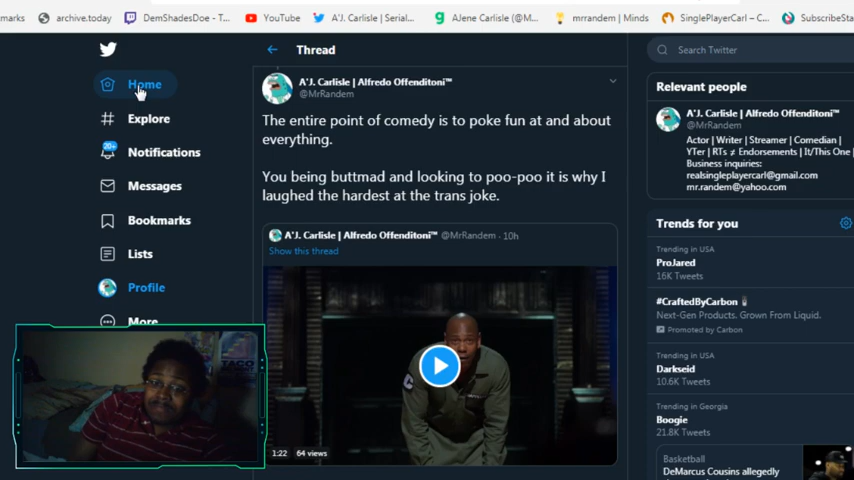 marks
archive.today
DemShadesDoe - T...
YouTube
A'J. Carlisle | Serial...
AJene Carlisle (@M...
mrrandem | Minds
SinglePlayerCarl – C...
SubscribeSta
Home
Explore
20+
Notifications
Messages
Bookmarks
Lists
Profile
More
Thread
A'J. Carlisle | Alfredo Offenditoni™
@MrRandem
The entire point of comedy is to poke fun at and about
everything.
You being buttmad and looking to poo-poo it is why I
laughed the hardest at the trans joke.
A'J. Carlisle | Alfredo Offenditoni™ @MrRandem · 10h
Show this thread
C
1:22 64 views
TACO
Search Twitter
Relevant people
A'J. Carlisle | Alfredo Offenditoni™
@MrRandem
Actor | Writer | Streamer | Comedian |
YTer | RTs ≠ Endorsements | It/This One |
Business inquiries:
realsingleplayercarl@gmail.com
mr.randem@yahoo.com
Trends for you
Trending in USA
ProJared
16K Tweets
#CraftedByCarbon
Next-Gen Products. Grown From Liquid.
Promoted by Carbon
Trending in USA
Darkseid
10.6K Tweets
Trending in Georgia
Boogie
21.8K Tweets
Basketball
DeMarcus Cousins allegedly